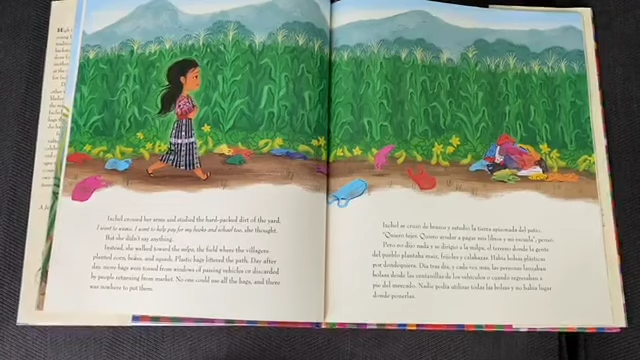 Ixchel crossed her arms and studied the hard-packed dirt of the yard.
I want to weave. I want to help pay for my books and school too, she thought.
But she didn't say anything.
Instead, she walked toward the milpa, the field where the villagers
planted corn, beans, and squash. Plastic bags littered the path. Day after
day, more bags were tossed from windows of passing vehicles or discarded
by people returning from market. No one could use all the bags, and there
was nowhere to put them.
Ixchel se cruzó de brazos y estudió la tierra apisonada del patio.
"Quiero tejer. Quiero ayudar a pagar mis libros y mi escuela", pensó.
Pero no dijo nada y se dirigió a la milpa, el terreno donde la gente
del pueblo plantaba maíz, frijoles y calabazas. Había bolsas plásticas
por dondequiera. Día tras día, y cada vez más, las personas lanzaban
bolsas desde las ventanillas de los vehículos o cuando regresaban a
pie del mercado. Nadie podía utilizar todas las bolsas y no había lugar
donde ponerlas.